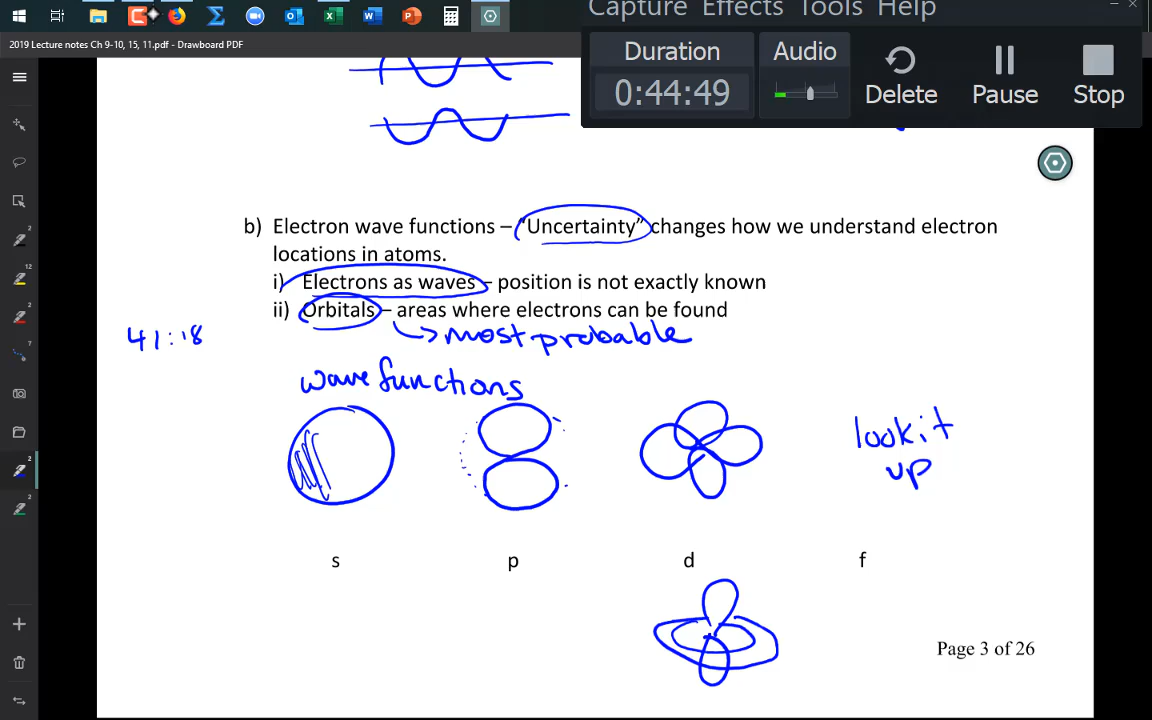 Capture Effects Tools Help
2019 Lecture notes Ch 9-10, 15, 11.pdf - Drawboard PDF
Duration
Audio
0:44:49
Delete
Pause
Stop
b) Electron wave functions – "Uncertainty" changes how we understand electron
locations in atoms.
i) Electrons as waves – position is not exactly known
ii) Orbitals – areas where electrons can be found
41:18
most probable
wave functions
look it
up
s
p
d
f
Page 3 of 26